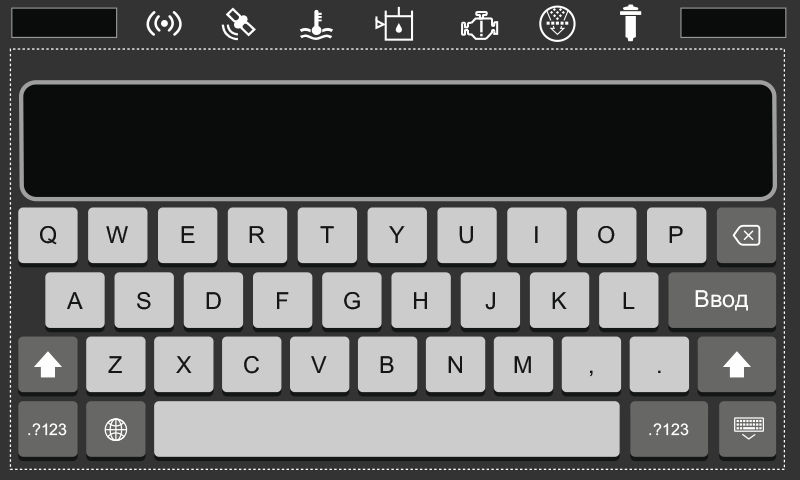 Q W E R T Y U I O P
A S D F G H J K L Ввод
Z X C V B N M , .
.?123 .?123